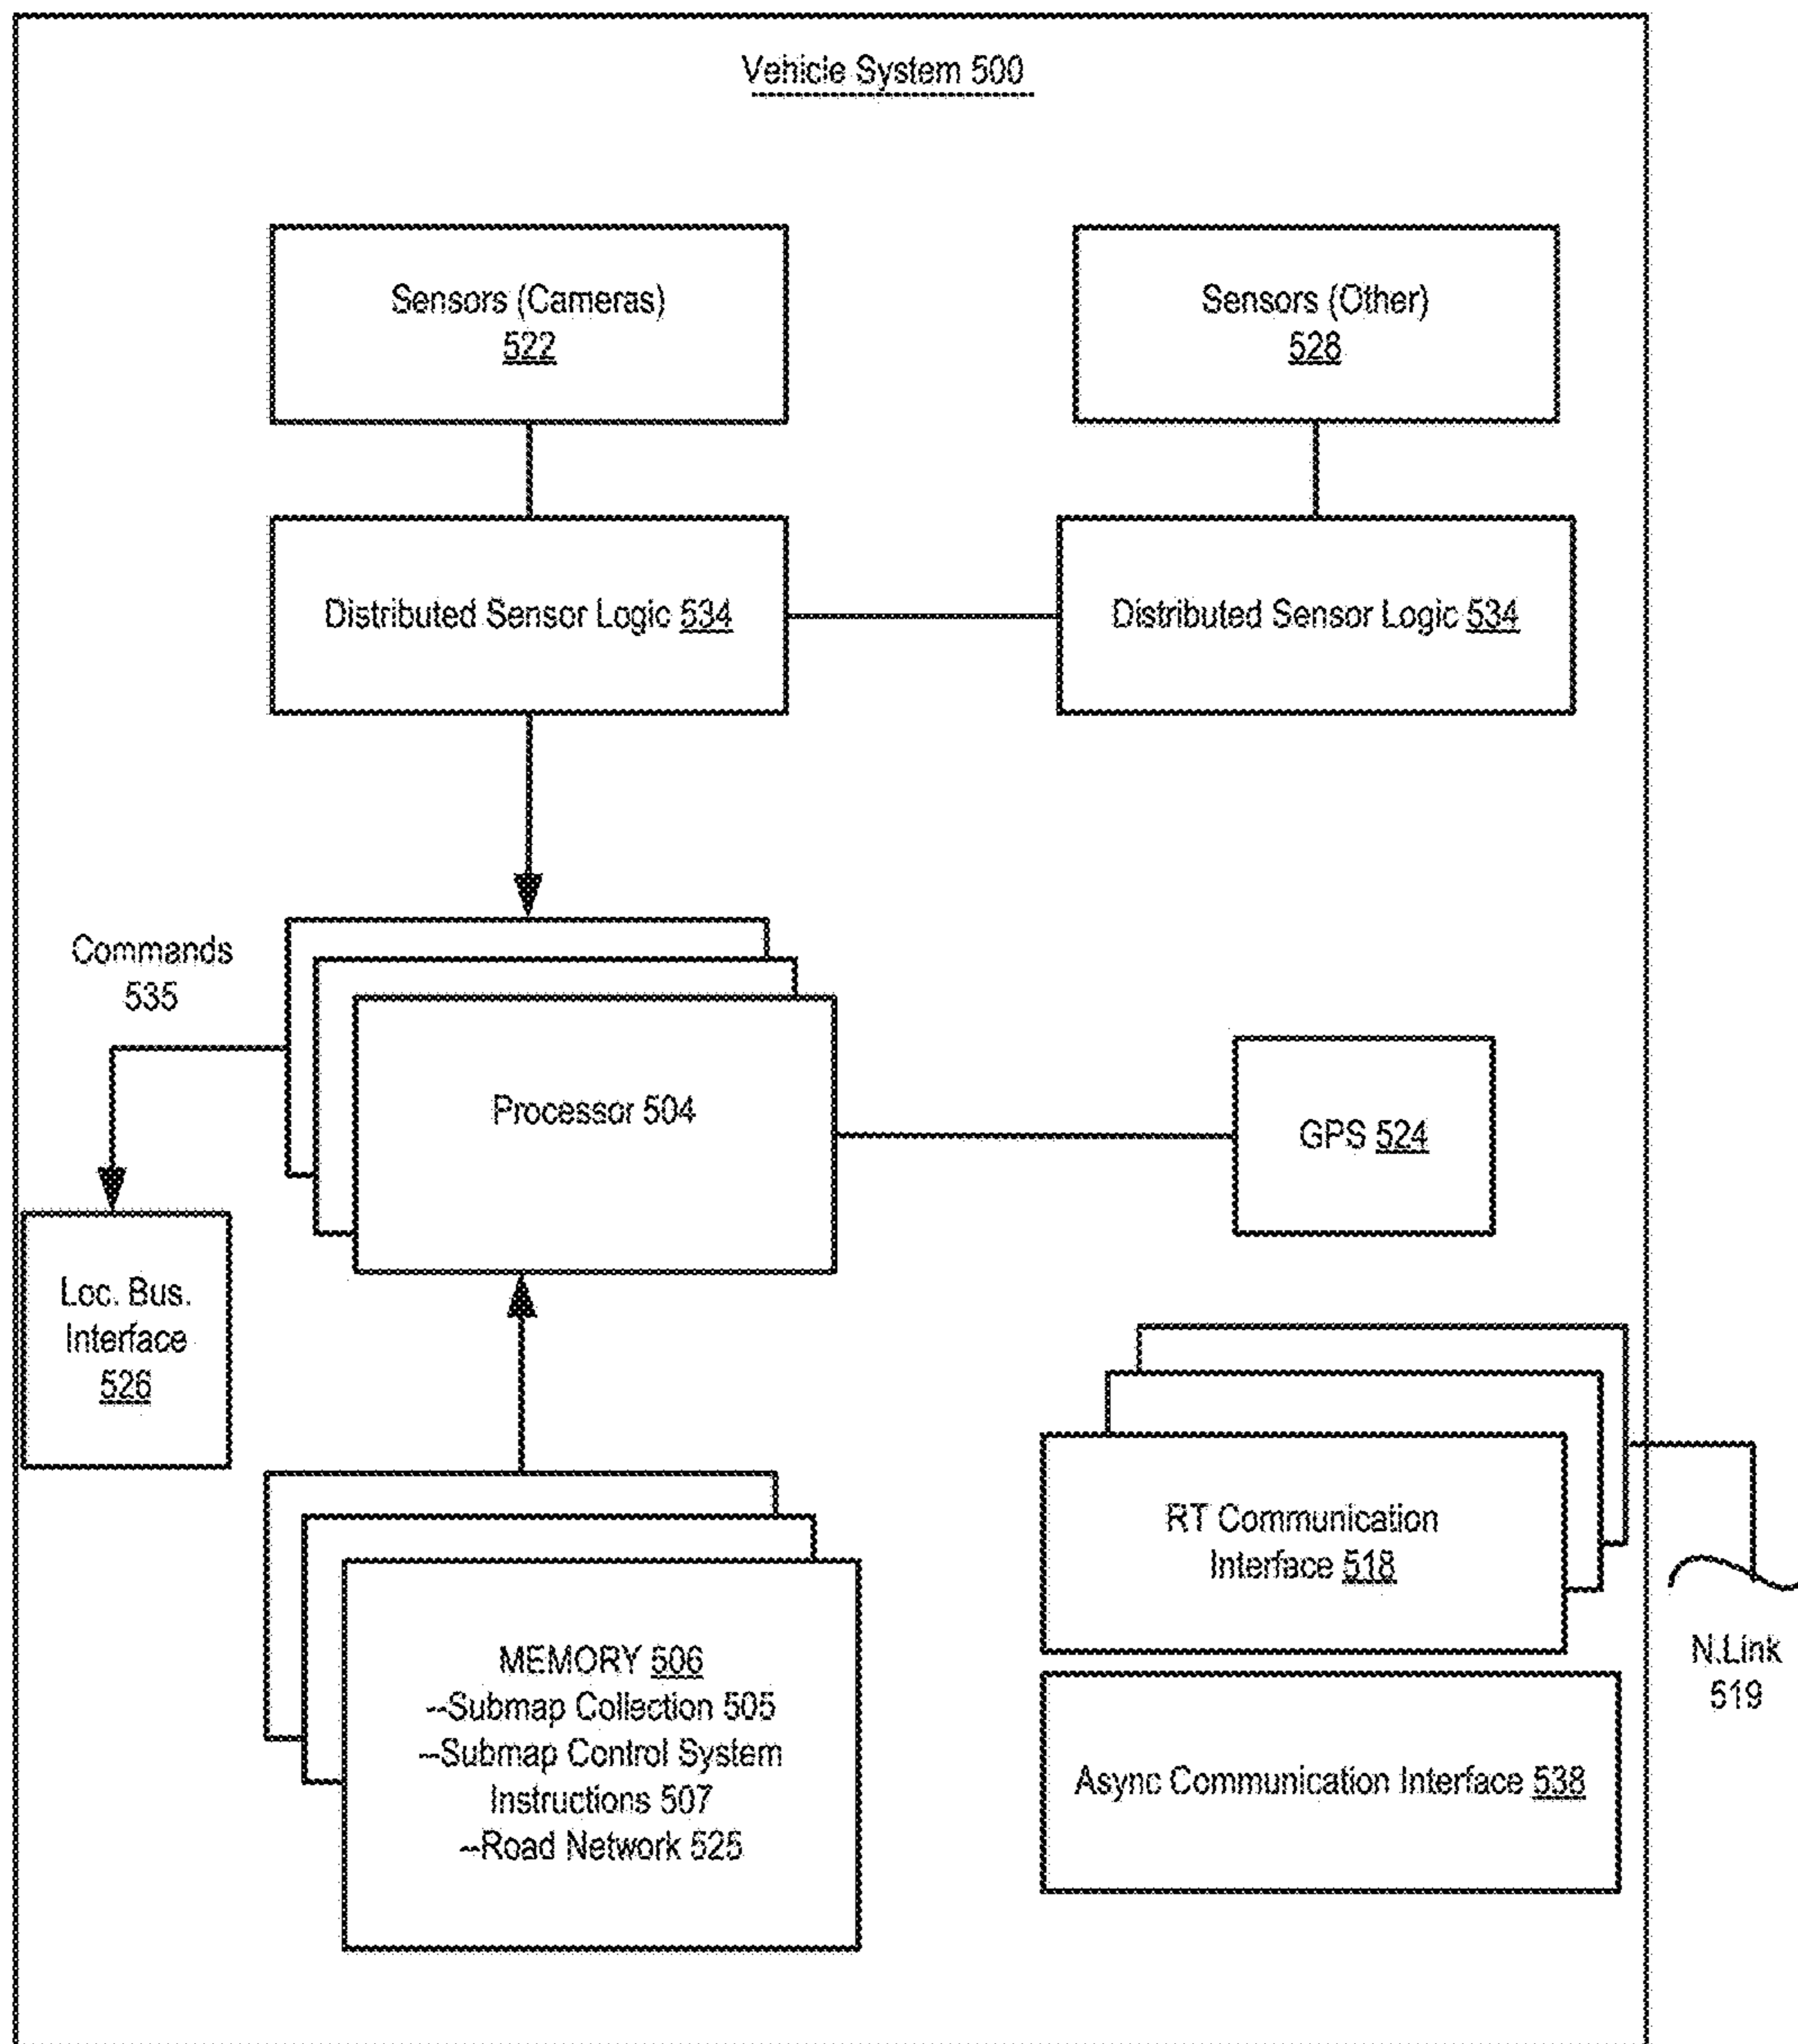 Vehicle System 500
Sensors (Cameras)
522
Sensors (Other)
528
Distributed Sensor Logic 534
Distributed Sensor Logic 534
Commands
535
Processor 504
GPS 524
Loc. Bus.
Interface
526
RT Communication
Interface 518
N.Link
519
MEMORY 506
--Submap Collection 505
--Submap Control System
Instructions 507
--Road Network 525
Async Communication Interface 538